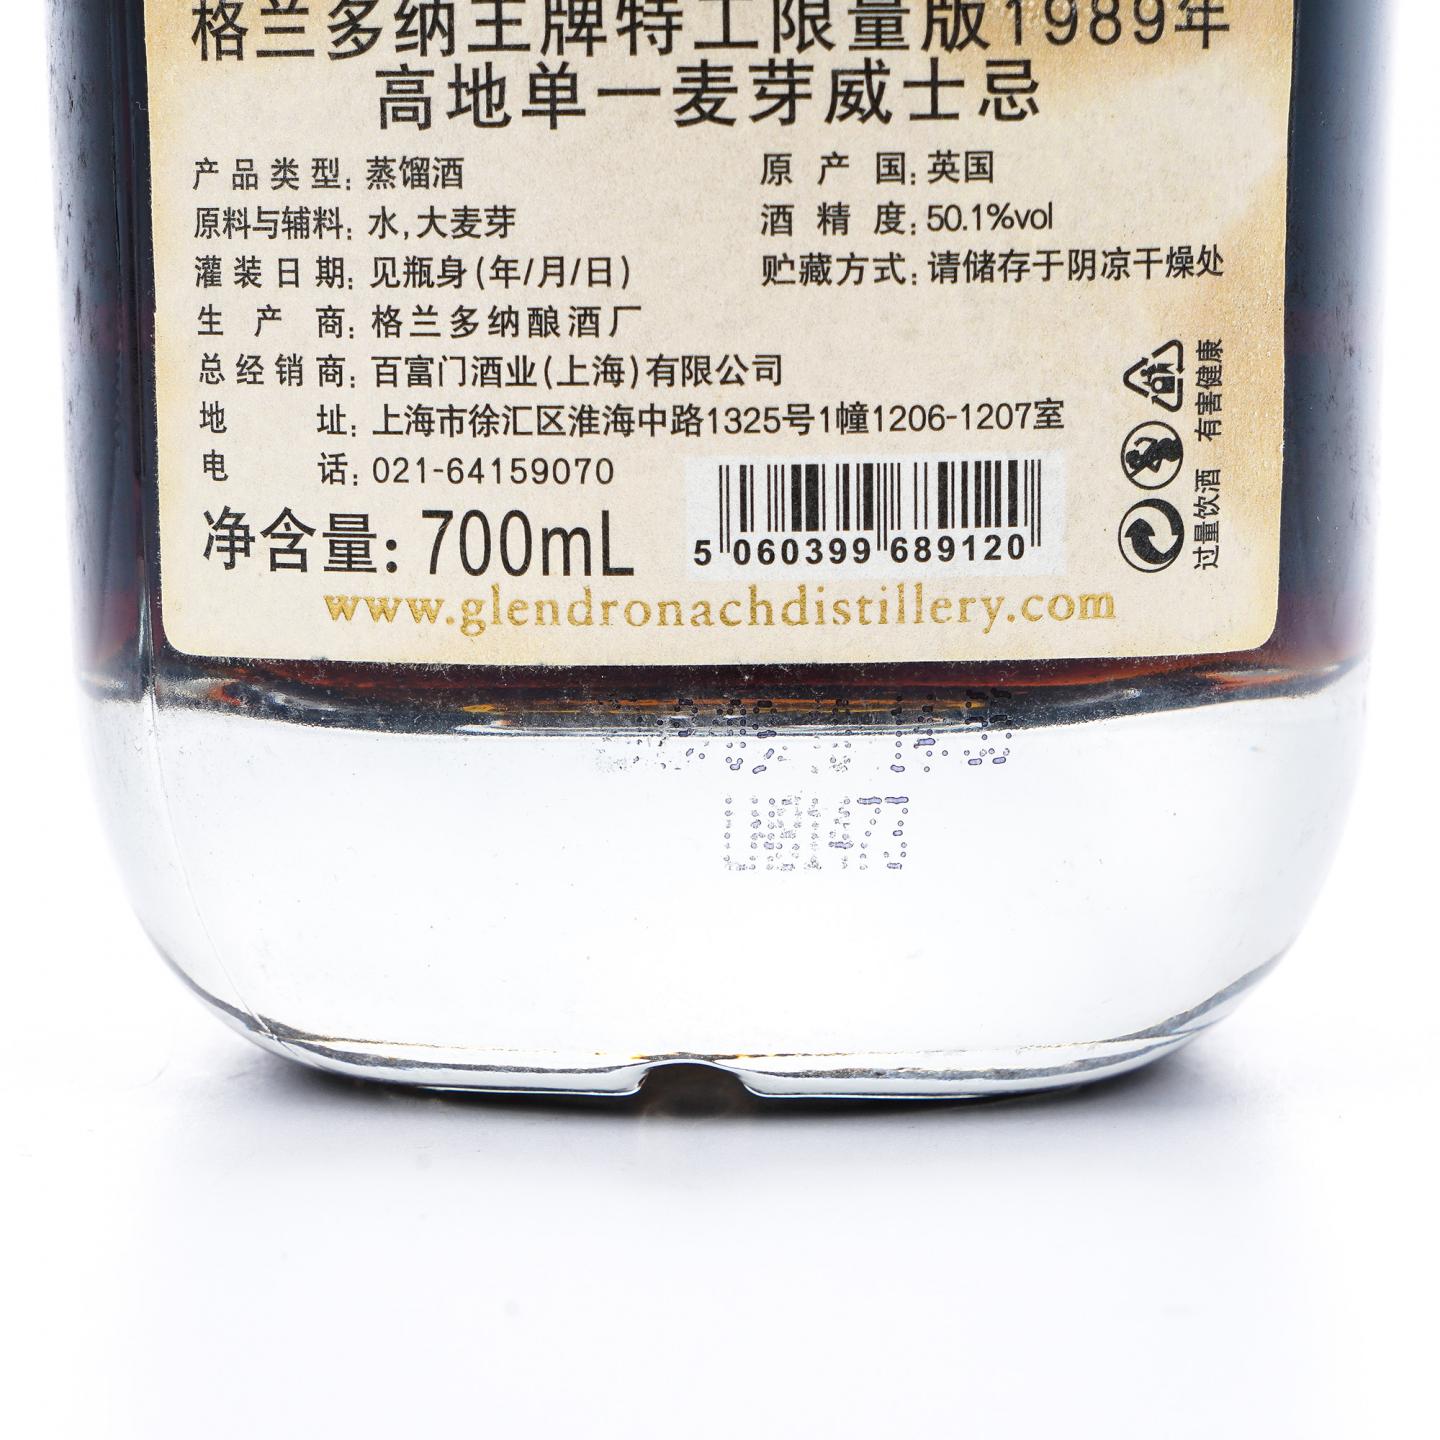 格兰多纳王牌特工限量版1989年
高地单一麦芽威士忌
产品类型: 蒸馏酒
原产国: 英国
原料与辅料: 水,大麦芽
酒精度: 50.1%vol
灌装日期: 见瓶身(年/月/日)
贮藏方式: 请储存于阴凉干燥处
生产商: 格兰多纳酿酒厂
总经销商: 百富门酒业(上海)有限公司
地址: 上海市徐汇区淮海中路1325号1幢1206-1207室
电话: 021-64159070
净含量: 700mL
5 060399 689120
过量饮酒 有害健康
www.glendronachdistillery.com